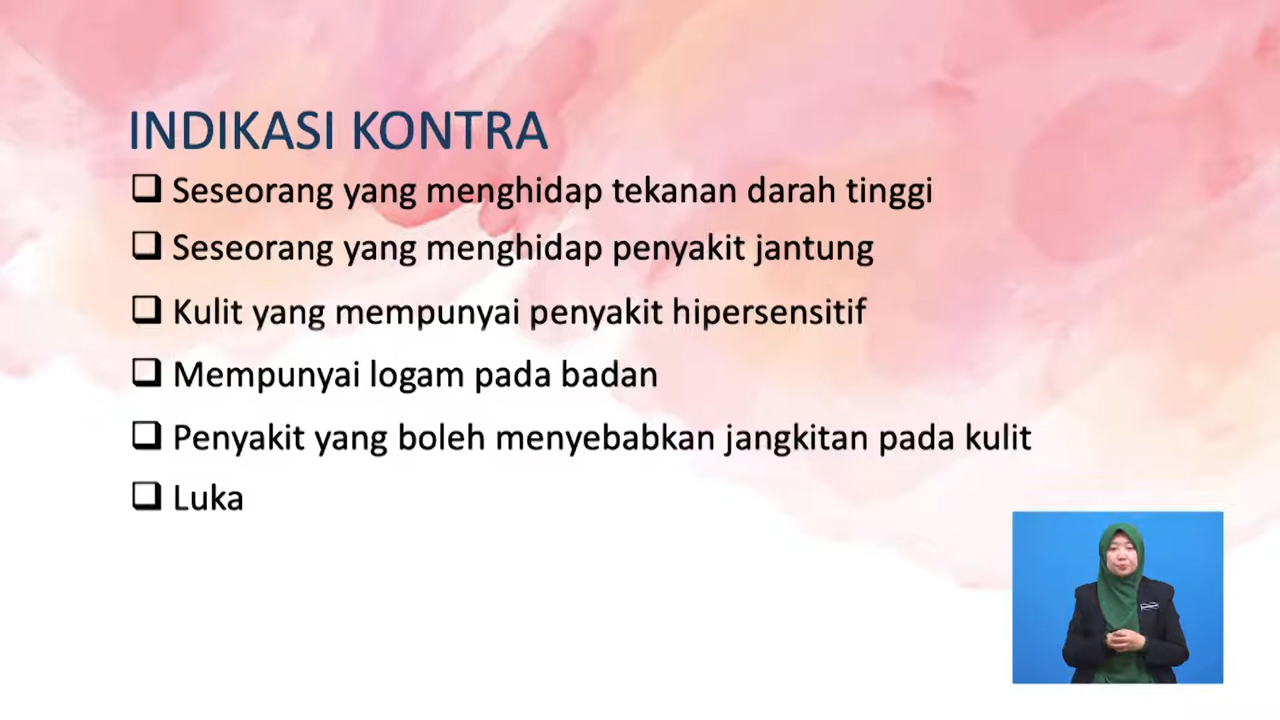 INDIKASI KONTRA
Seseorang yang menghidap tekanan darah tinggi
Seseorang yang menghidap penyakit jantung
Kulit yang mempunyai penyakit hipersensitif
Mempunyai logam pada badan
Penyakit yang boleh menyebabkan jangkitan pada kulit
Luka